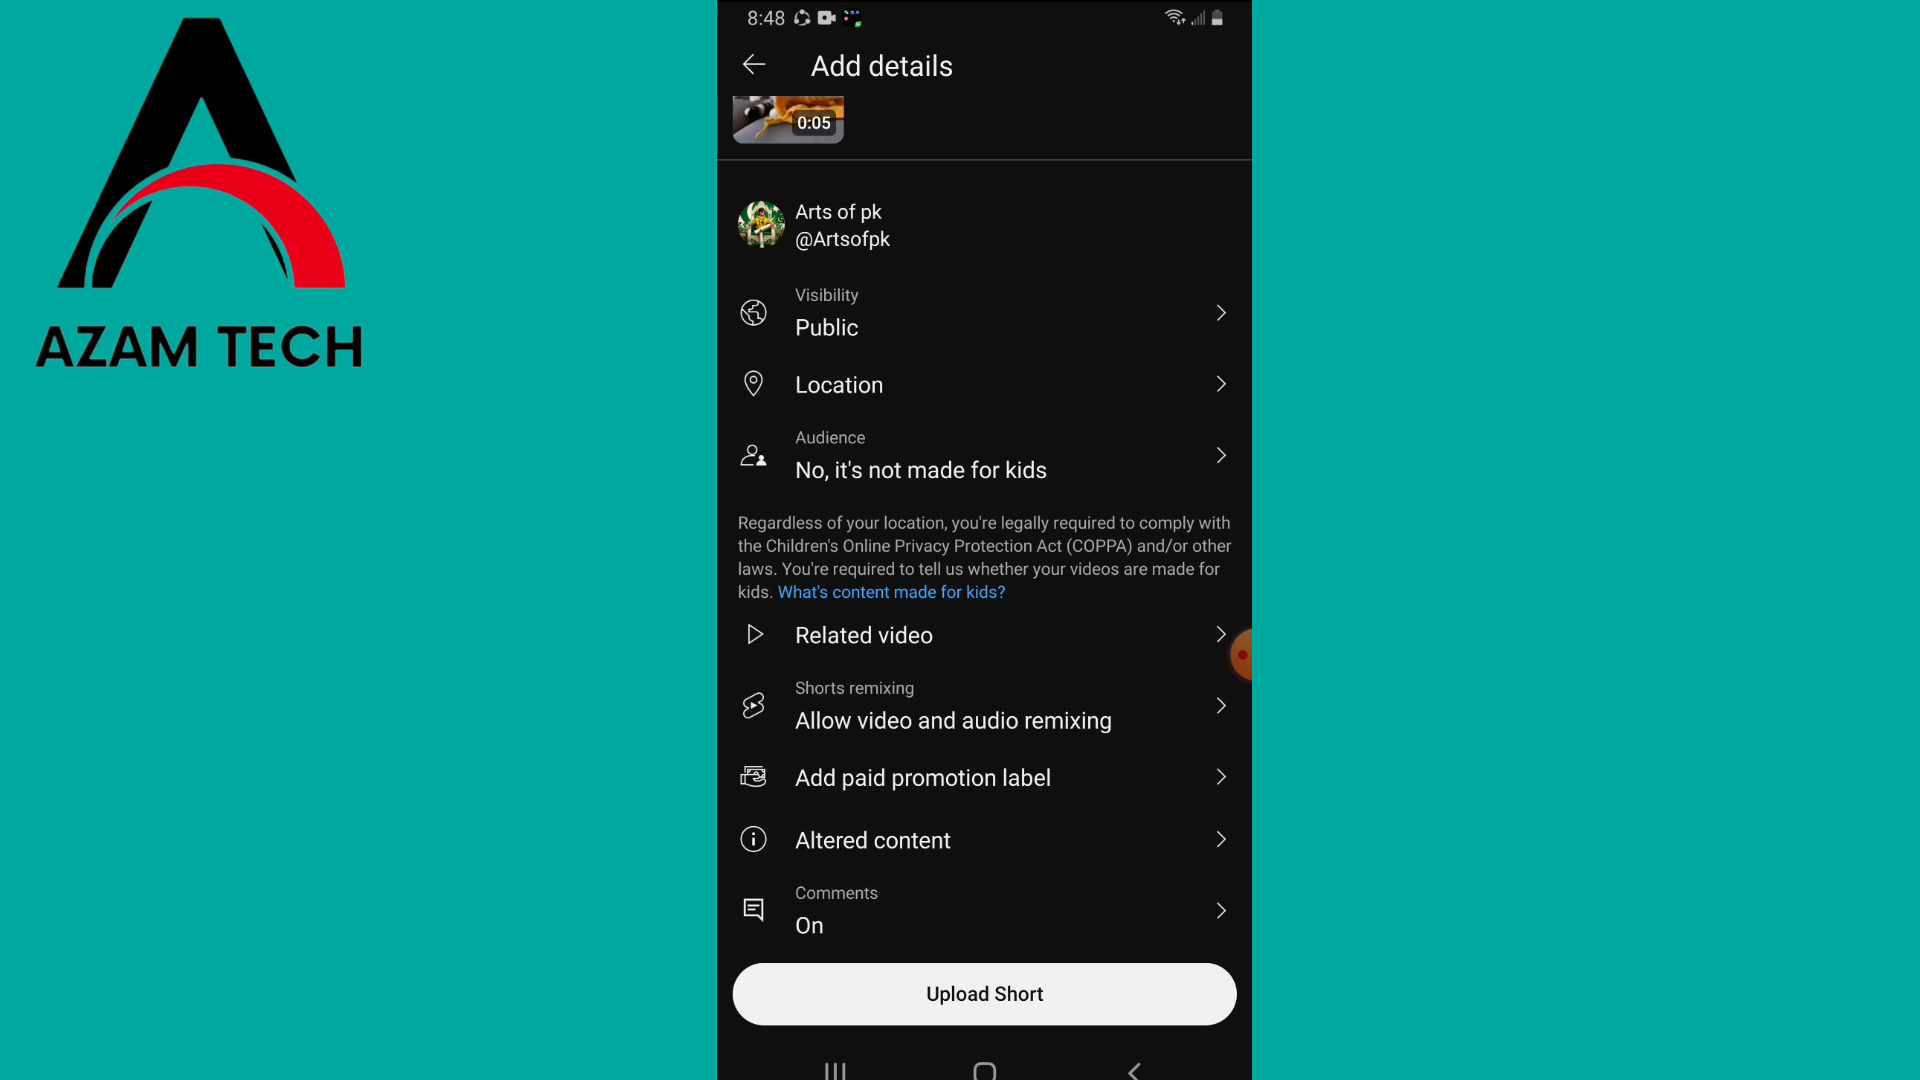 AZAM TECH
8:48
Add details
0:05
Arts of pk
@Artsofpk
Visibility
Public
Location
Audience
No, it's not made for kids
Regardless of your location, you're legally required to comply with
the Children's Online Privacy Protection Act (COPPA) and/or other
laws. You're required to tell us whether your videos are made for
kids. What's content made for kids?
Related video
Shorts remixing
Allow video and audio remixing
Add paid promotion label
Altered content
Comments
On
Upload Short